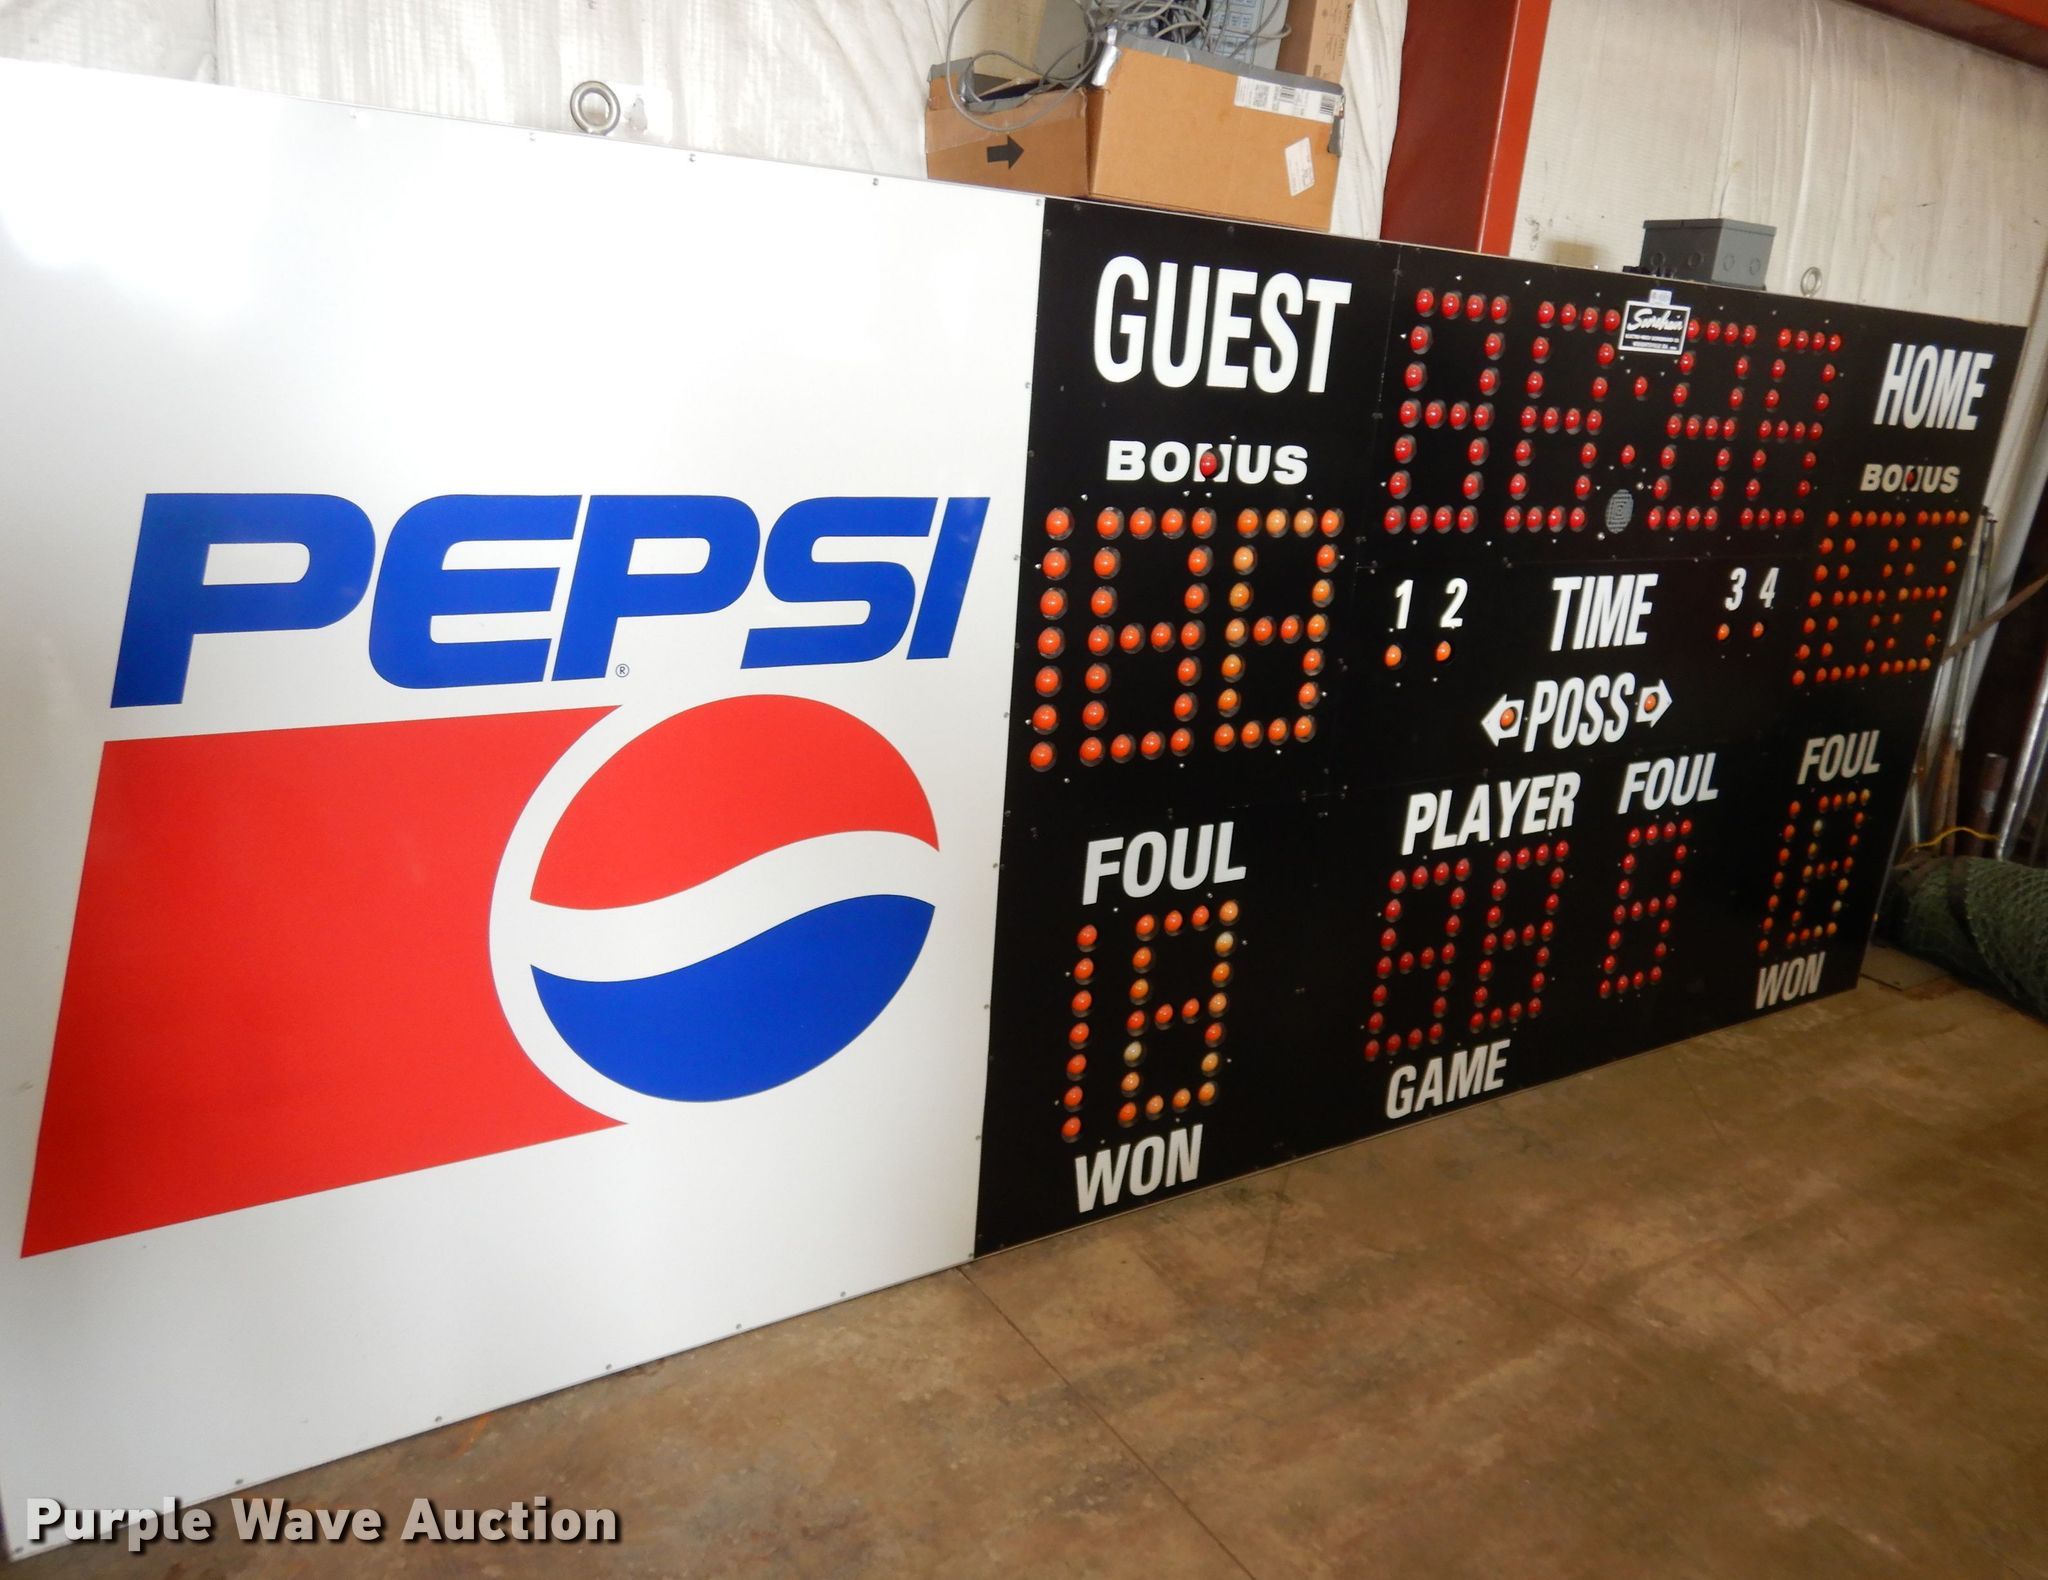 PEPSI
®
GUEST
HOME
BONUS
BONUS
1 2
TIME
3 4
POSS
FOUL
PLAYER
FOUL
FOUL
WON
GAME
WON
Purple Wave Auction